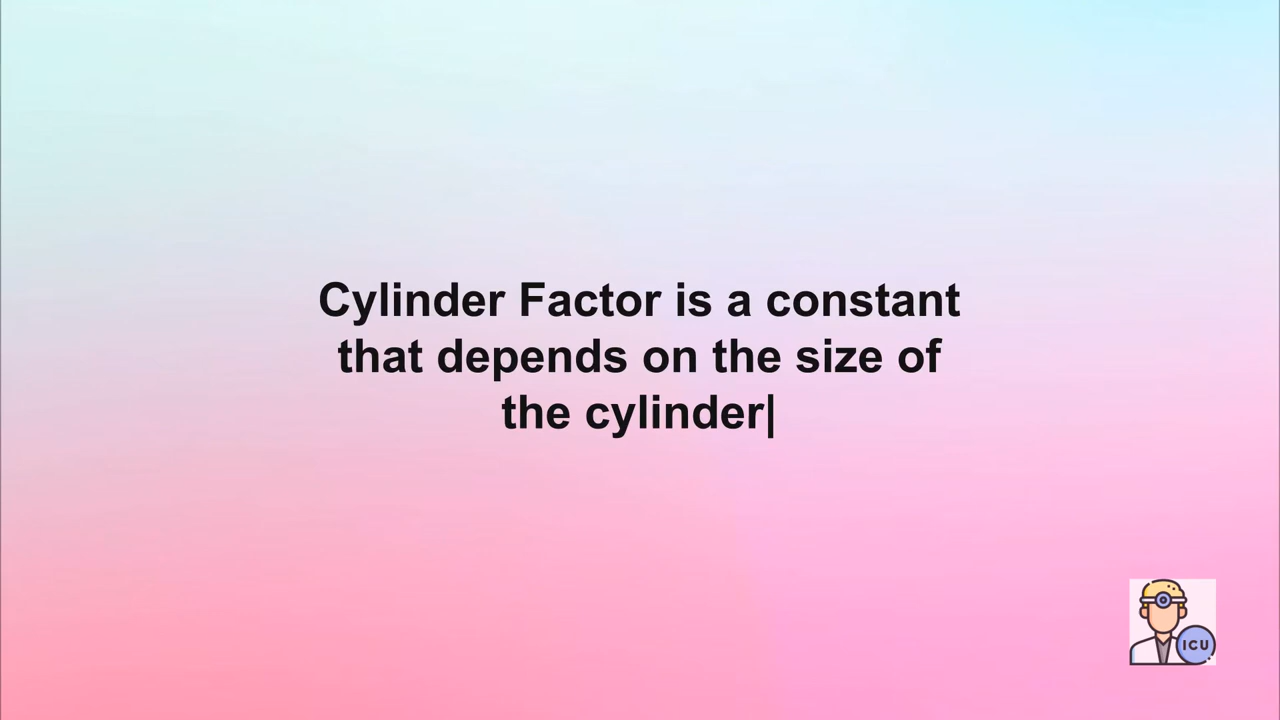 Cylinder Factor is a constant
that depends on the size of
the cylinder|
ICU